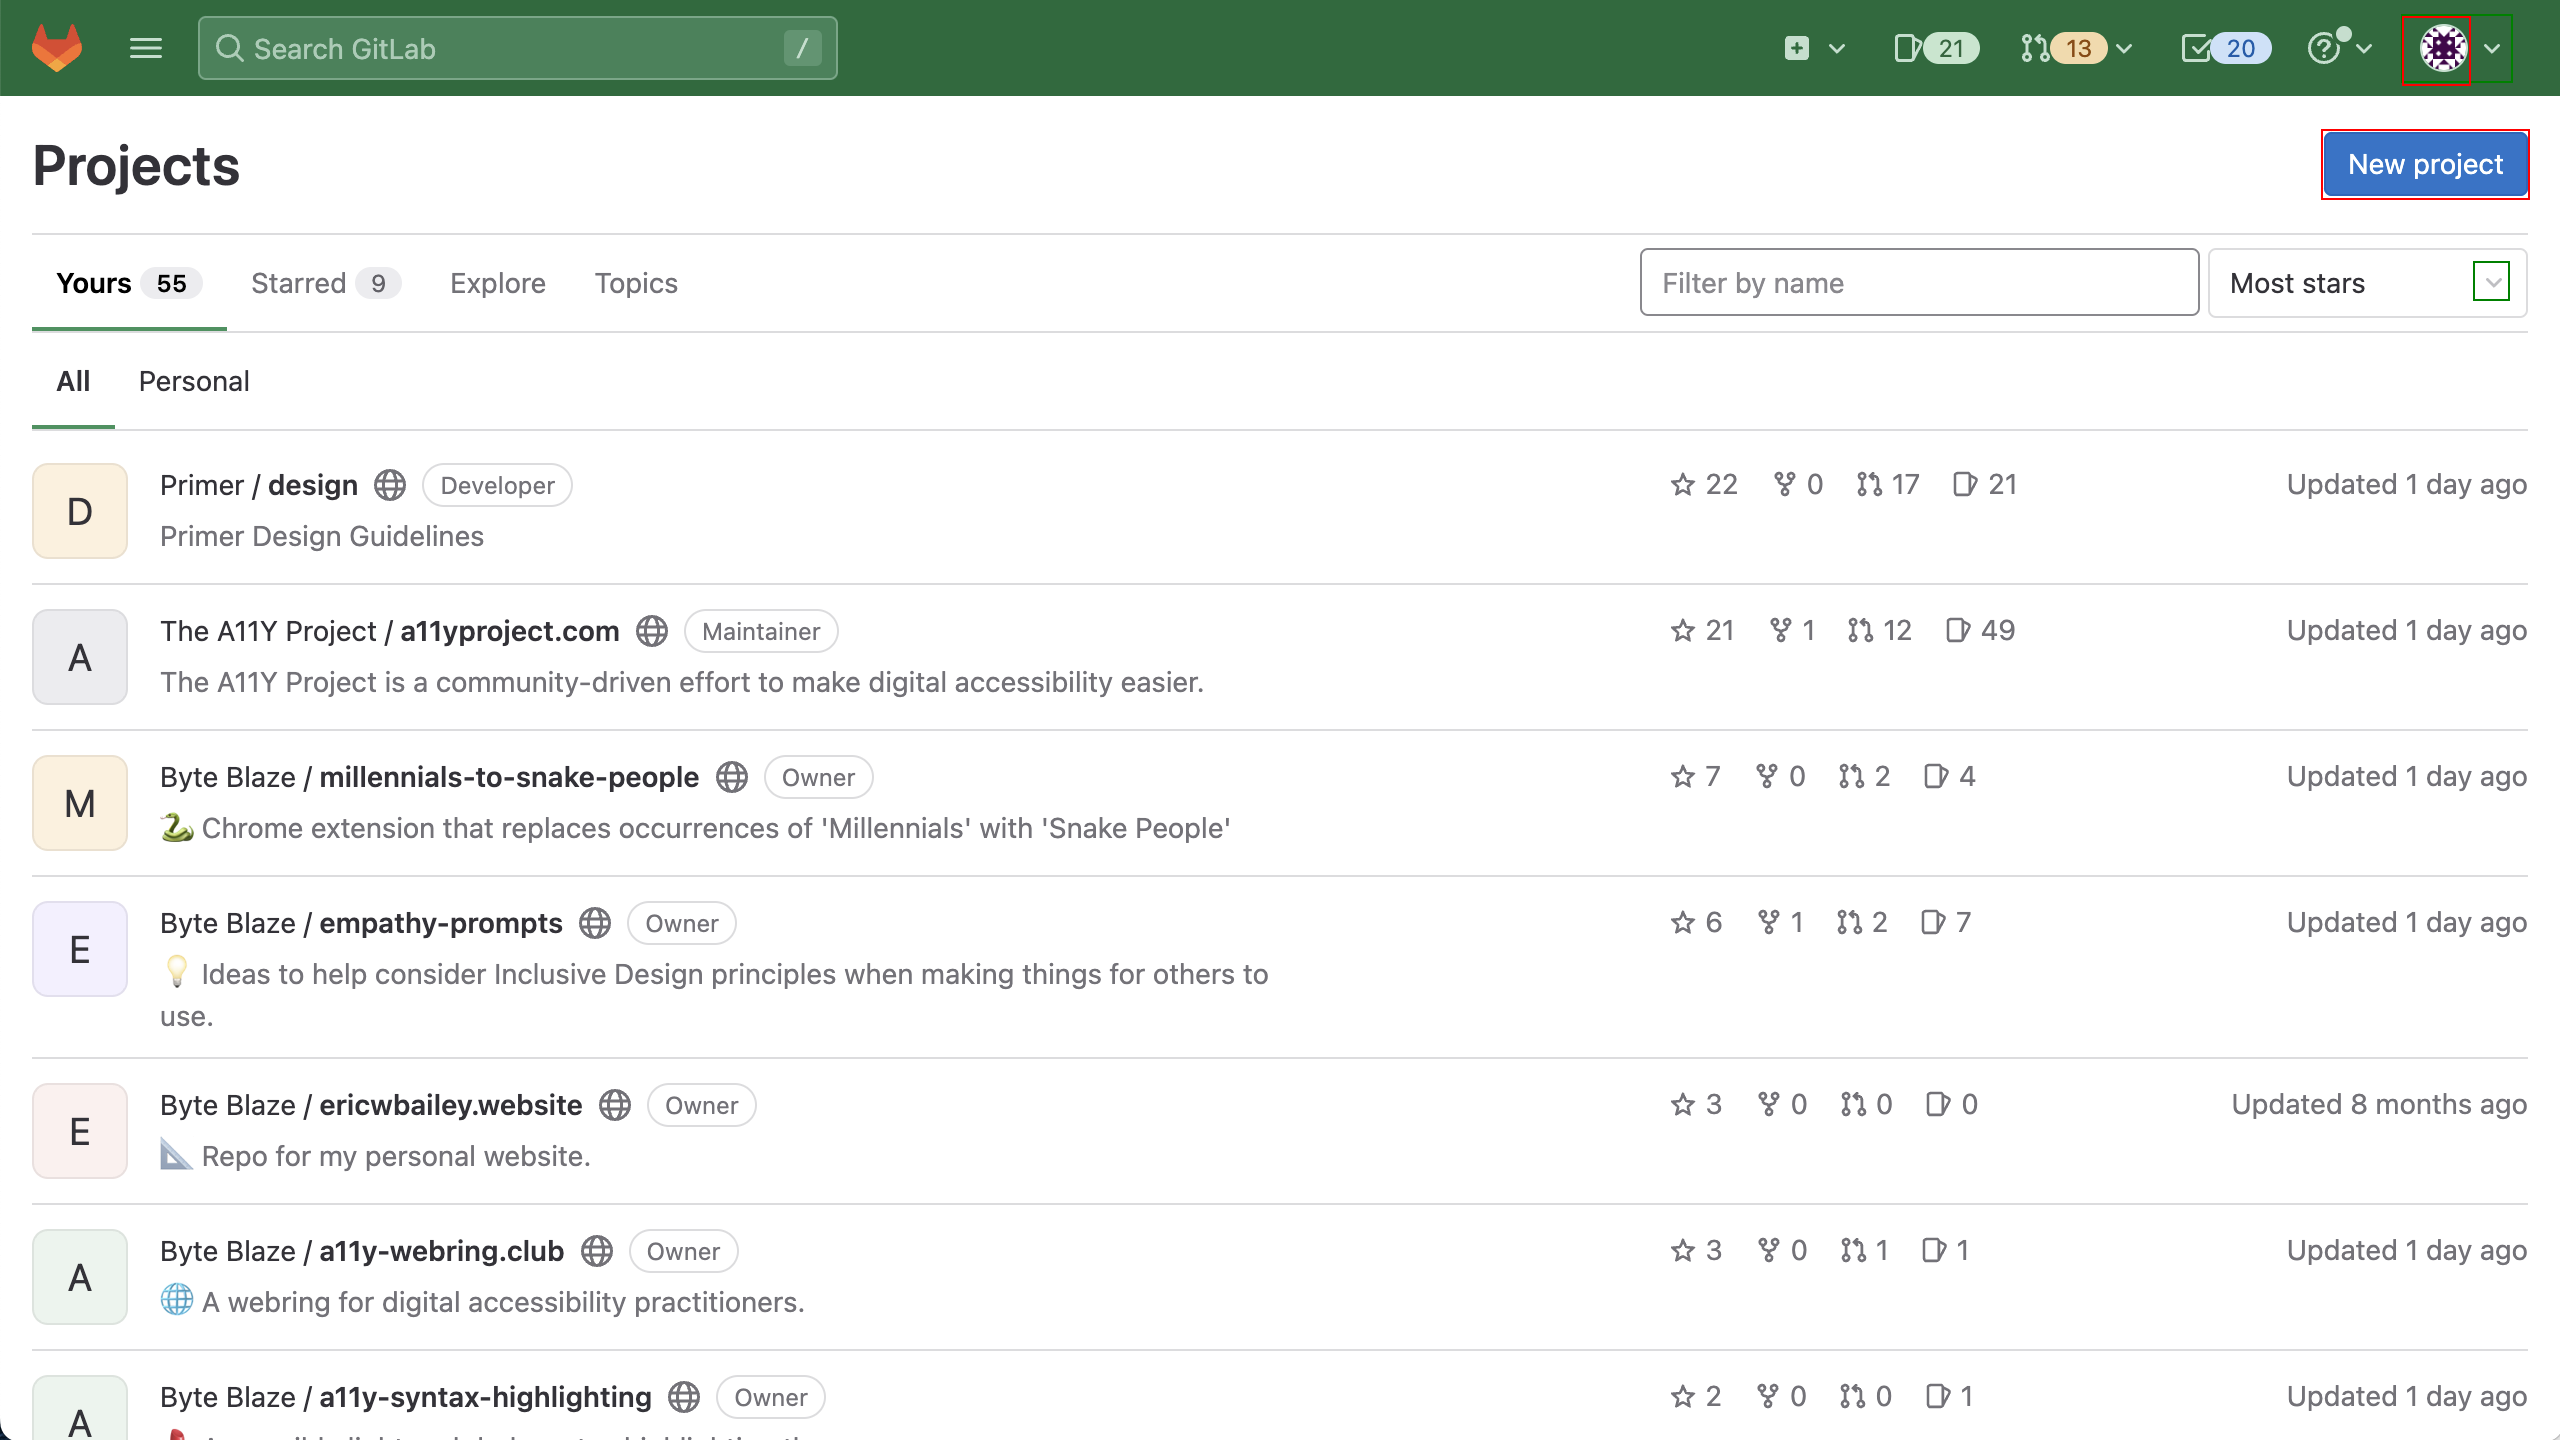 Search GitLab /
21 13 20
Projects
New project
Yours 55 Starred 9 Explore Topics
Filter by name Most stars
All Personal
D Primer / design Developer 22 0 17 21 Updated 1 day ago
Primer Design Guidelines
A The A11Y Project / a11yproject.com Maintainer 21 1 12 49 Updated 1 day ago
The A11Y Project is a community-driven effort to make digital accessibility easier.
M Byte Blaze / millennials-to-snake-people Owner 7 0 2 4 Updated 1 day ago
Chrome extension that replaces occurrences of 'Millennials' with 'Snake People'
E Byte Blaze / empathy-prompts Owner 6 1 2 7 Updated 1 day ago
Ideas to help consider Inclusive Design principles when making things for others to
use.
E Byte Blaze / ericwbailey.website Owner 3 0 0 0 Updated 8 months ago
Repo for my personal website.
A Byte Blaze / a11y-webring.club Owner 3 0 1 1 Updated 1 day ago
A webring for digital accessibility practitioners.
A Byte Blaze / a11y-syntax-highlighting Owner 2 0 0 1 Updated 1 day ago